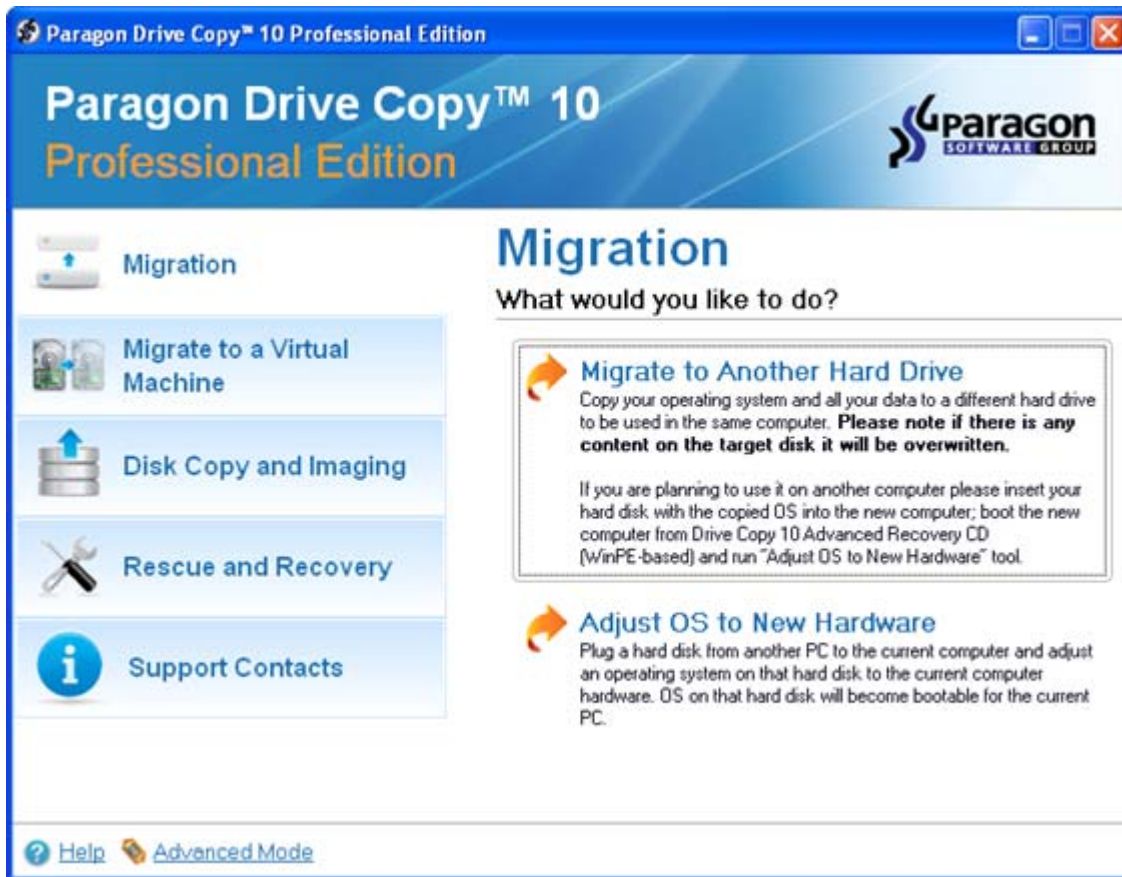 Paragon Drive Copy™ 10 Professional Edition
Paragon Drive Copy™ 10
Professional Edition
Paragon
SOFTWARE GROUP
Migration
Migrate to a Virtual
Machine
Disk Copy and Imaging
Rescue and Recovery
Support Contacts
Migration
What would you like to do?
Migrate to Another Hard Drive
Copy your operating system and all your data to a different hard drive
to be used in the same computer. Please note if there is any
content on the target disk it will be overwritten.
If you are planning to use it on another computer please insert your
hard disk with the copied OS into the new computer; boot the new
computer from Drive Copy 10 Advanced Recovery CD
(WinPE-based) and run "Adjust OS to New Hardware" tool.
Adjust OS to New Hardware
Plug a hard disk from another PC to the current computer and adjust
an operating system on that hard disk to the current computer
hardware. OS on that hard disk will become bootable for the current
PC.
Help
Advanced Mode